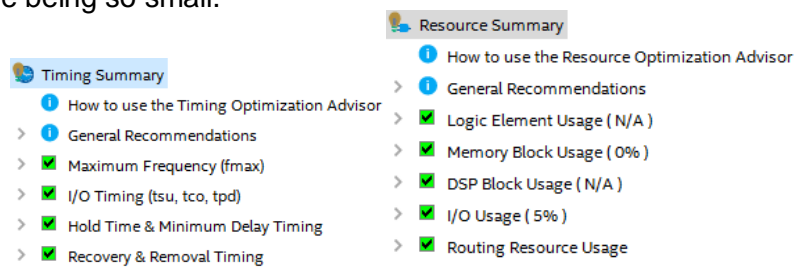 e being so small.
Timing Summary
How to use the Timing Optimization Advisor
General Recommendations
Maximum Frequency (fmax)
I/O Timing (tsu, tco, tpd)
Hold Time & Minimum Delay Timing
Recovery & Removal Timing
Resource Summary
How to use the Resource Optimization Advisor
General Recommendations
Logic Element Usage ( N/A )
Memory Block Usage ( 0% )
DSP Block Usage ( N/A )
I/O Usage ( 5% )
Routing Resource Usage